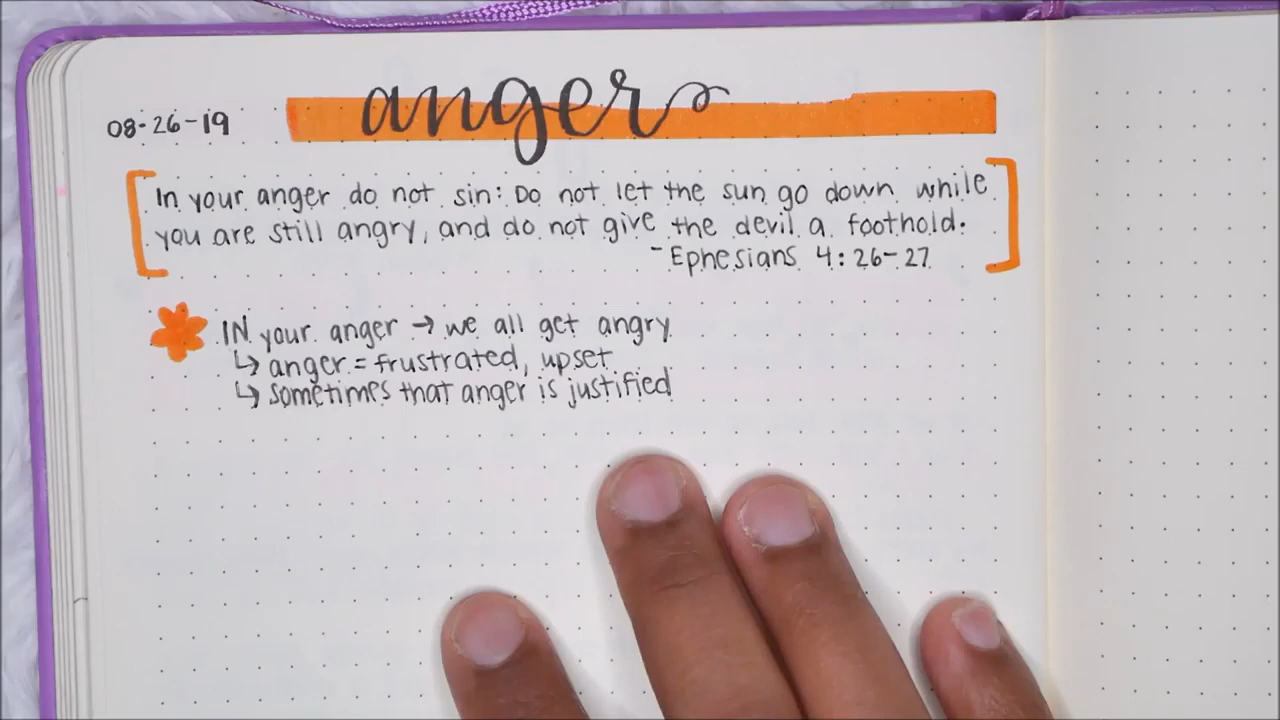 anger
08-26-19
In your anger do not sin: Do not let the sun go down while
you are still angry, and do not give the devil a foothold.
- Ephesians 4:26-27
IN your anger → we all get angry
↳ anger = frustrated, upset
↳ sometimes that anger is justified